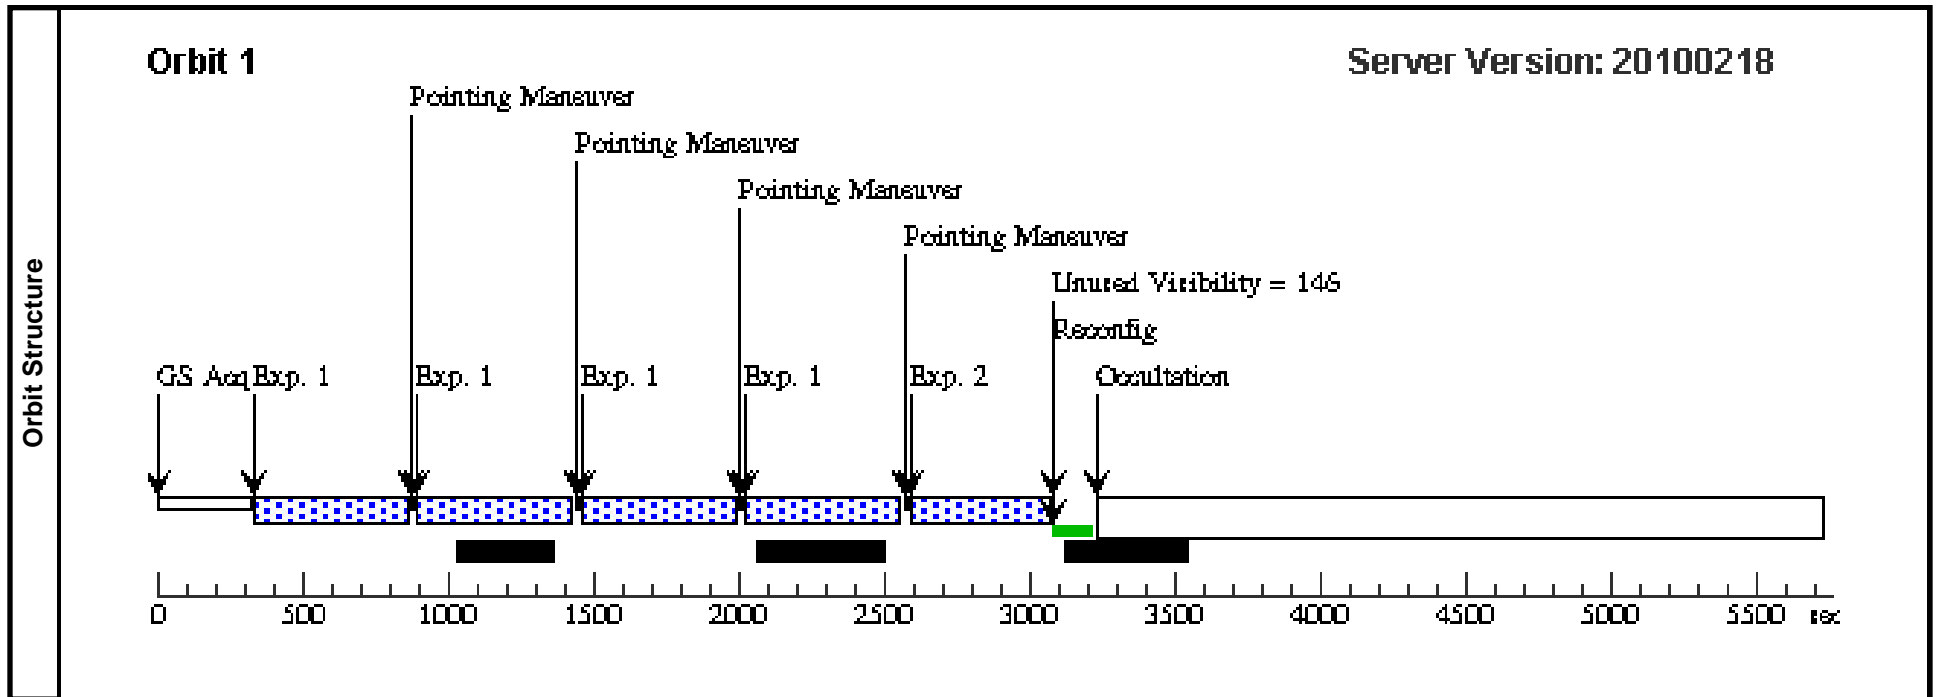 Orbit Structure
Orbit 1
Server Version: 20100218
Pointing Maneuver
Pointing Maneuver
Pointing Maneuver
Pointing Maneuver
Unused Visibility = 146
Reconfig
GS Acq Exp. 1 Exp. 1 Exp. 1 Exp. 1 Exp. 2 Occultation
0 500 1000 1500 2000 2500 3000 3500 4000 4500 5000 5500 sec